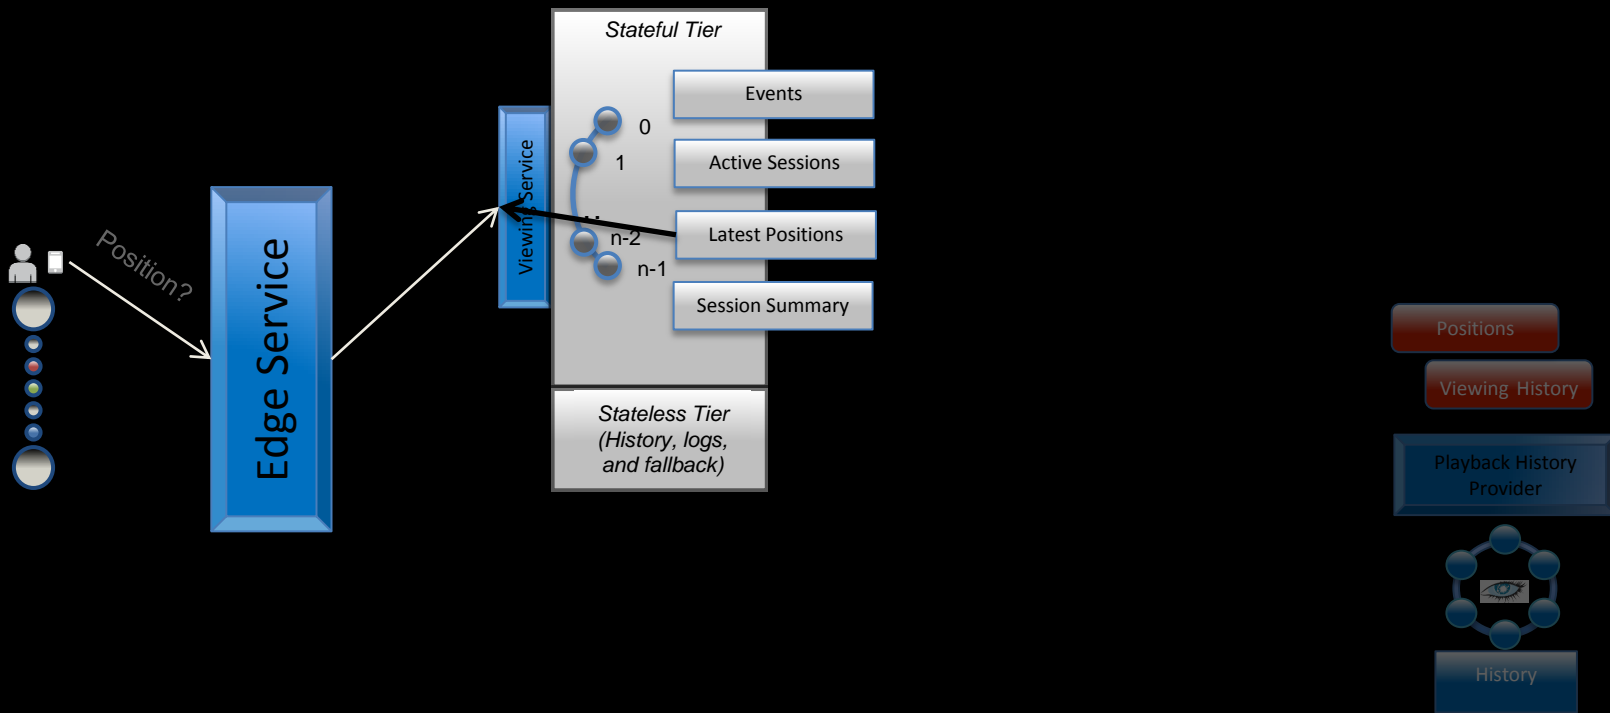 Stateful Tier
Events
0
Active Sessions
1
..
Latest Positions
n-2
n-1
Session Summary
Viewing Service
Position?
Edge Service
Stateless Tier
(History, logs,
and fallback)
Positions
Viewing History
Playback History
Provider
History